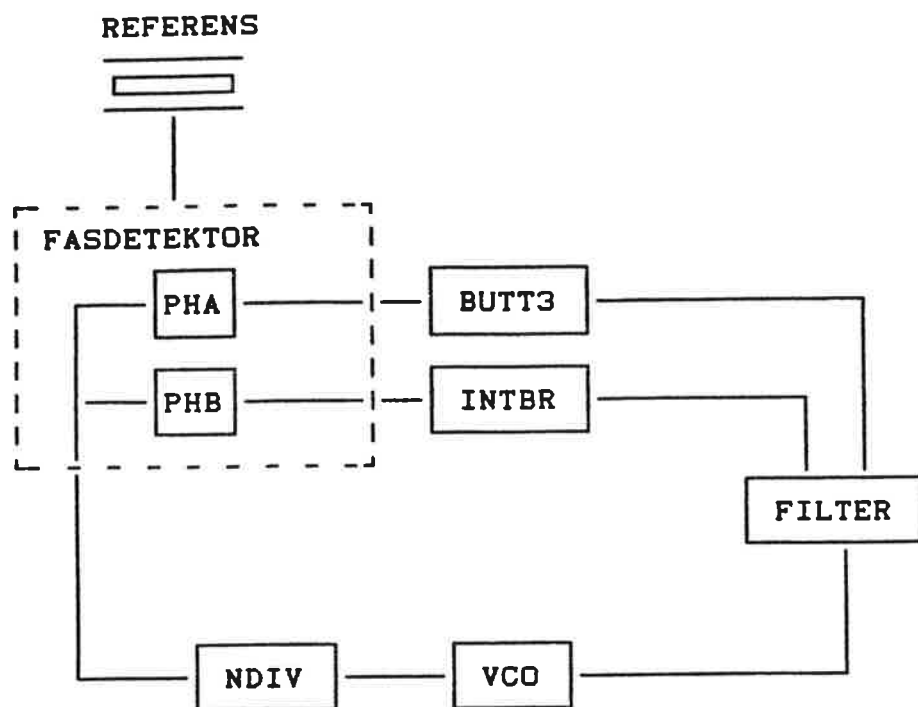 REFERENS
FASDETEKTOR
PHA
BUTT3
PHB
INTBR
FILTER
NDIV
VCO